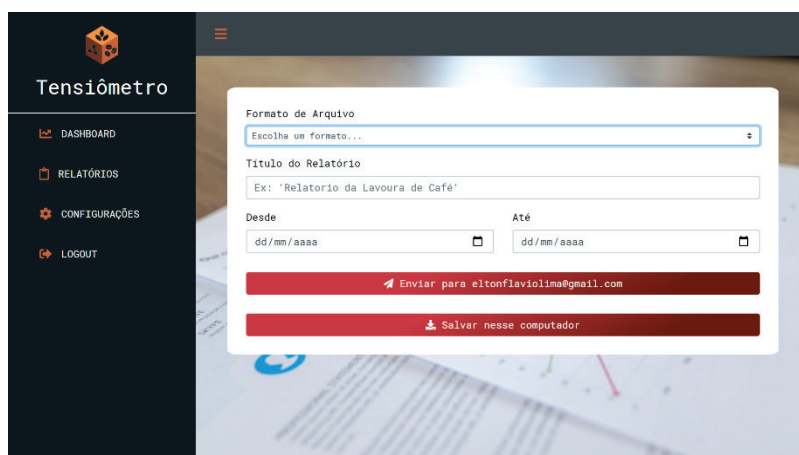 Tensiômetro
DASHBOARD
RELATÓRIOS
CONFIGURAÇÕES
LOGOUT
Formato de Arquivo
Escolha um formato...
Título do Relatório
Ex: 'Relatorio da Lavoura de Café'
Desde
Até
dd/mm/aaaa
dd/mm/aaaa
Enviar para eltonflaviolima@gmail.com
Salvar nesse computador